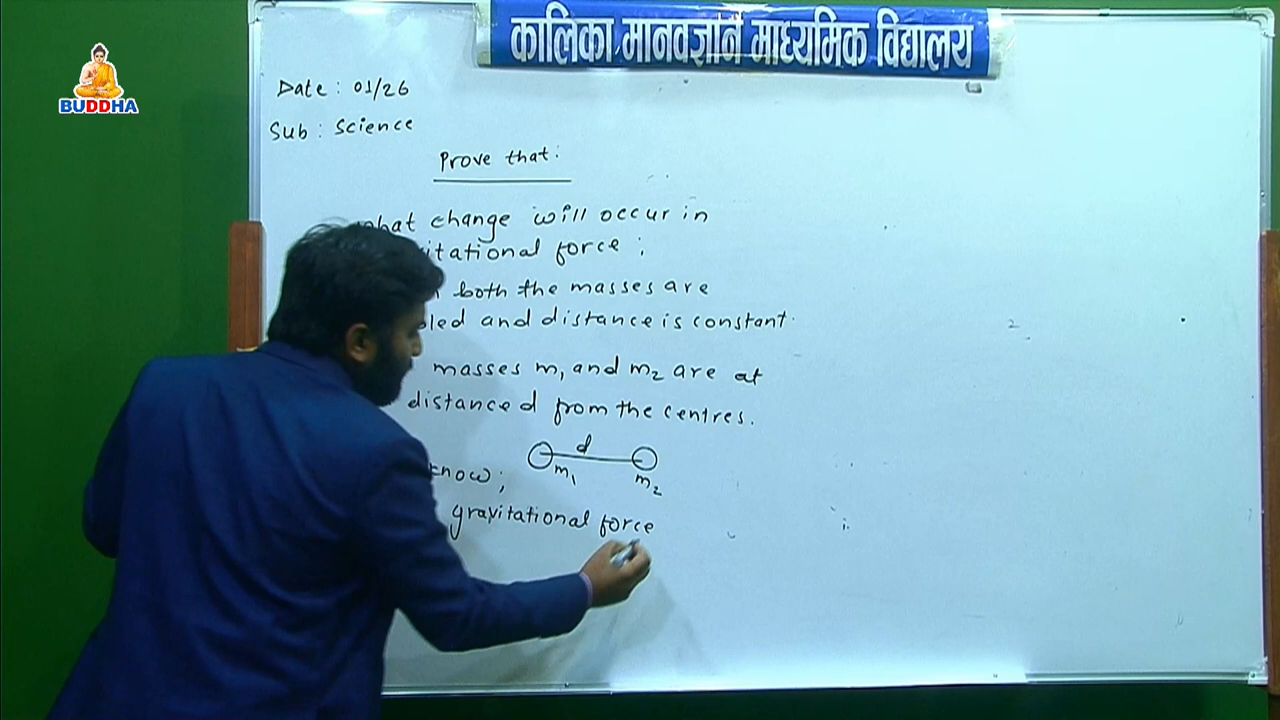 कालिका मानवज्ञान माध्यमिक विद्यालय
BUDDHA
Date : 01/26
Sub : Science
Prove that:
what change will occur in
itational force ;
both the masses are
led and distance is constant.
masses m₁ and m₂ are at
distance d from the centres.
d
m₁
m₂
know;
gravitational force